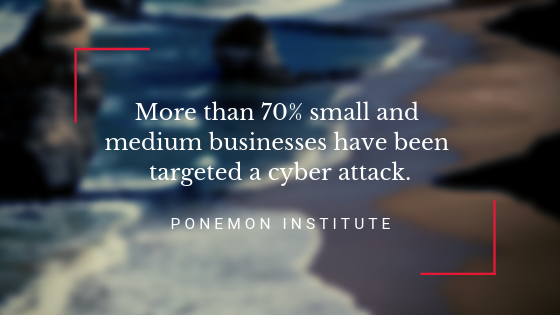 More than 70% small and
medium businesses have been
targeted a cyber attack.
PONEMON INSTITUTE